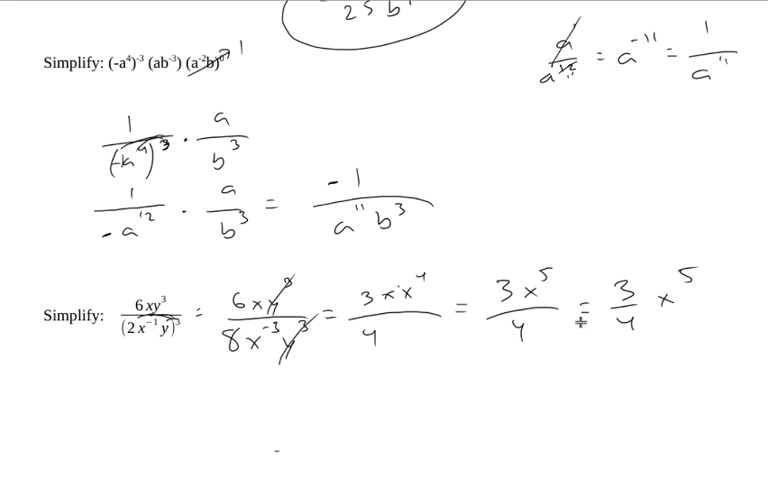 25 b
Simplify: (-a⁴)⁻³ (ab⁻³) (a⁻²b)⁰ 1
a/a¹² = a⁻¹¹ = 1/a¹¹
1/(-a⁴)³ · a/b³
1/-a¹² · a/b³ = -1/a¹¹b³
Simplify: 6xy³/(2x⁻¹y)³ = 6xy³/8x⁻³y³ = 3x·x⁴/4 = 3x⁵/4 = 3/4 x⁵